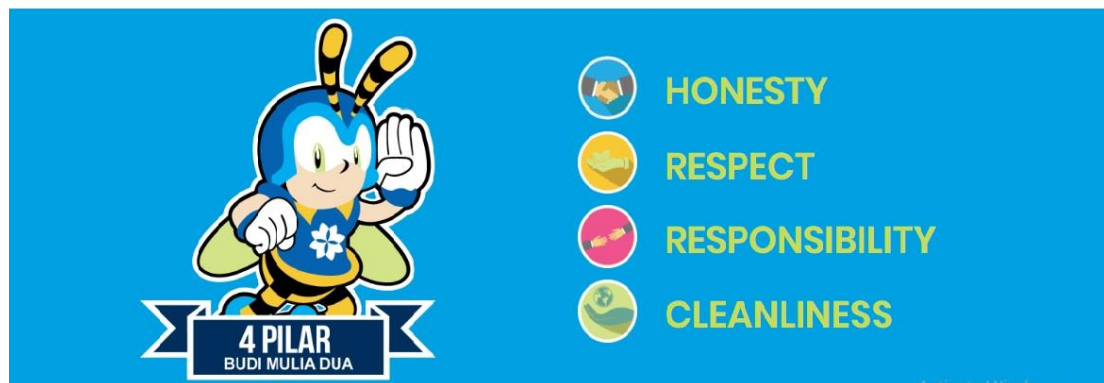 4 PILAR
BUDI MULIA DUA
HONESTY
RESPECT
RESPONSIBILITY
CLEANLINESS